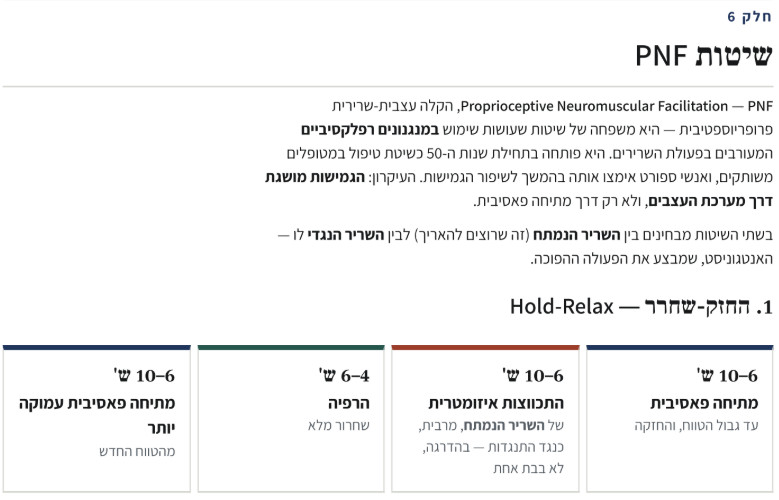 חלק 6
שיטות PNF
PNF — Proprioceptive Neuromuscular Facilitation, הקלה עצבית-שרירית
פרופריוספטיבית — היא משפחה של שיטות שעושות שימוש במנגנונים רפלקסיביים
המעורבים בפעולת השרירים. היא פותחה בתחילת שנות ה-50 כשיטת טיפול במטופלים
משותקים, ואנשי ספורט אימצו אותה בהמשך לשיפור הגמישות. העיקרון: הגמישות מושגת
דרך מערכת העצבים, ולא רק דרך מתיחה פאסיבית.
בשתי השיטות מבחינים בין השריר הנמתח (זה שרוצים להאריך) לבין השריר הנגדי לו —
האנטגוניסט, שמבצע את הפעולה ההפוכה.
1. החזק-שחרר — Hold-Relax
6–10 ש'
מתיחה פאסיבית
עד גבול הטווח, והחזקה
6–10 ש'
התכווצות איזומטרית
של השריר הנמתח, מרבית,
כנגד התנגדות — בהדרגה,
לא בבת אחת
4–6 ש'
הרפיה
שחרור מלא
6–10 ש'
מתיחה פאסיבית עמוקה
יותר
מהטווח החדש